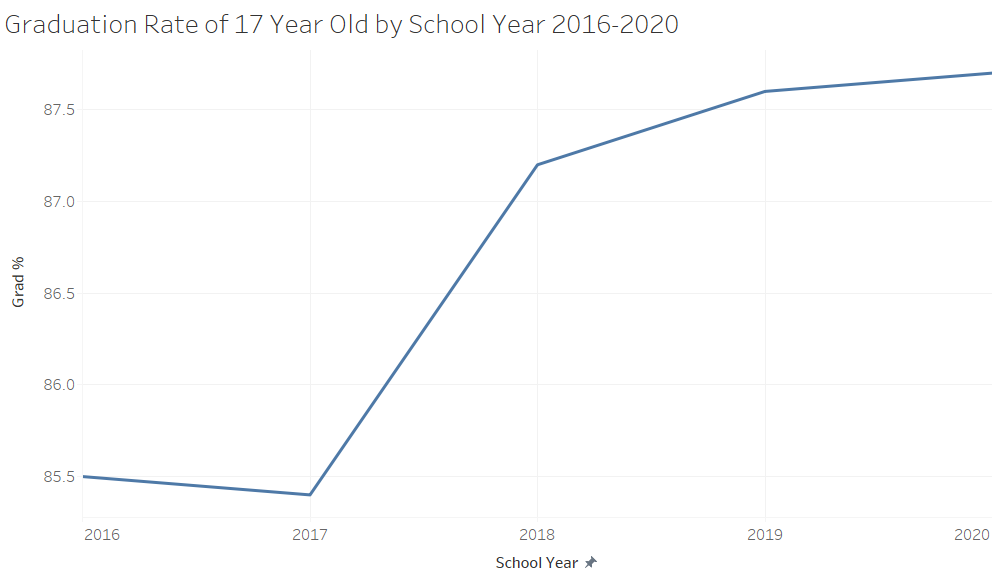 Graduation Rate of 17 Year Old by School Year 2016-2020
87.5
87.0
86.5
86.0
85.5
Grad %
2016 2017 2018 2019 2020
School Year